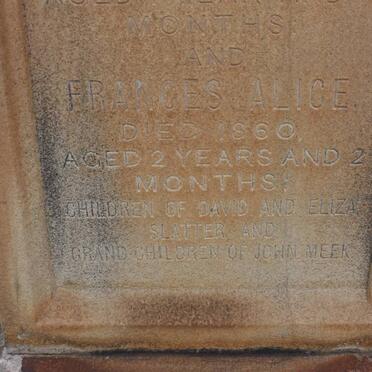 MONTHS.
AND
FRANCES ALICE.
DIED 1860,
AGED 2 YEARS AND 2
MONTHS;
CHILDREN OF DAVID AND ELIZA
SLATTER, AND
GRAND-CHILDREN OF JOHN MEEK